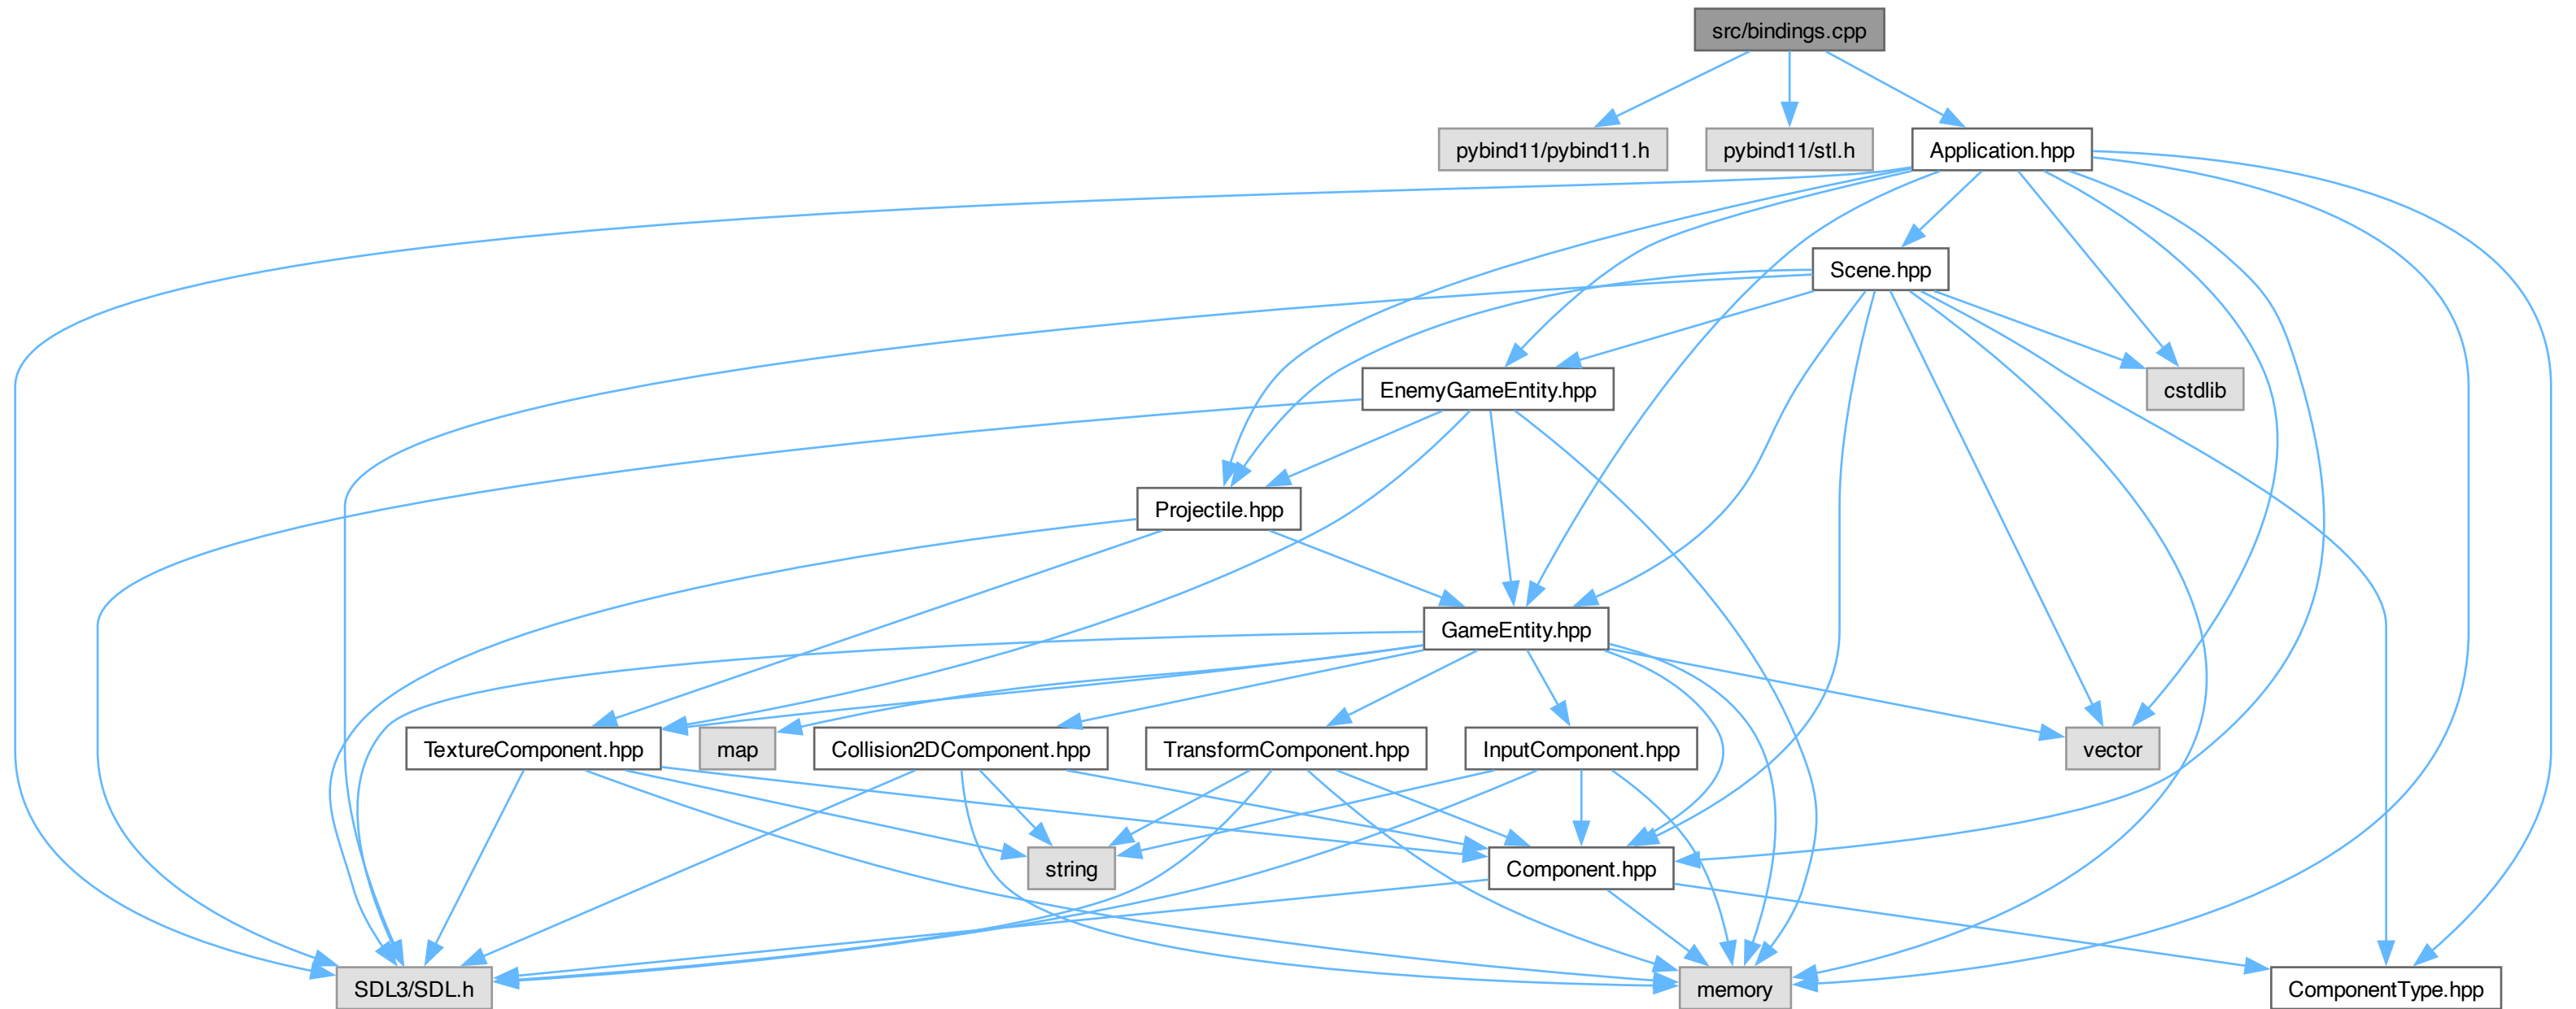 src/bindings.cpp
pybind11/pybind11.h
pybind11/stl.h
Application.hpp
Scene.hpp
EnemyGameEntity.hpp
cstdlib
Projectile.hpp
GameEntity.hpp
TextureComponent.hpp
map
Collision2DComponent.hpp
TransformComponent.hpp
InputComponent.hpp
vector
string
Component.hpp
SDL3/SDL.h
memory
ComponentType.hpp